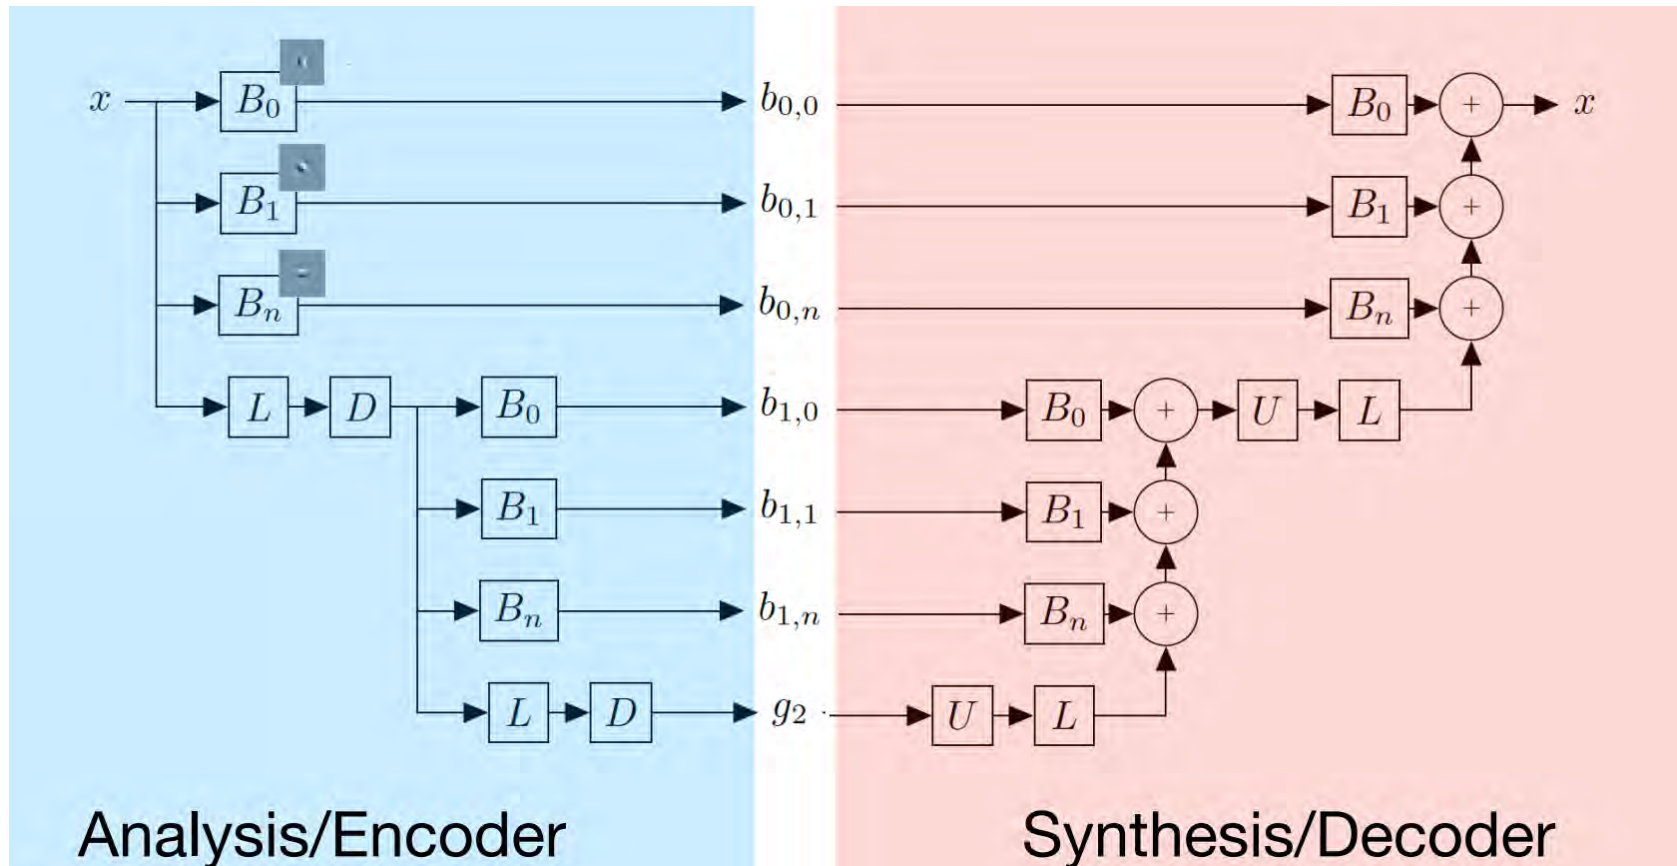 x B₀ b₀,₀ B₀ + x
B₁ b₀,₁ B₁ +
Bₙ b₀,ₙ Bₙ +
L D B₀ b₁,₀ B₀ + U L
B₁ b₁,₁ B₁ +
Bₙ b₁,ₙ Bₙ +
L D g₂ U L
Analysis/Encoder Synthesis/Decoder